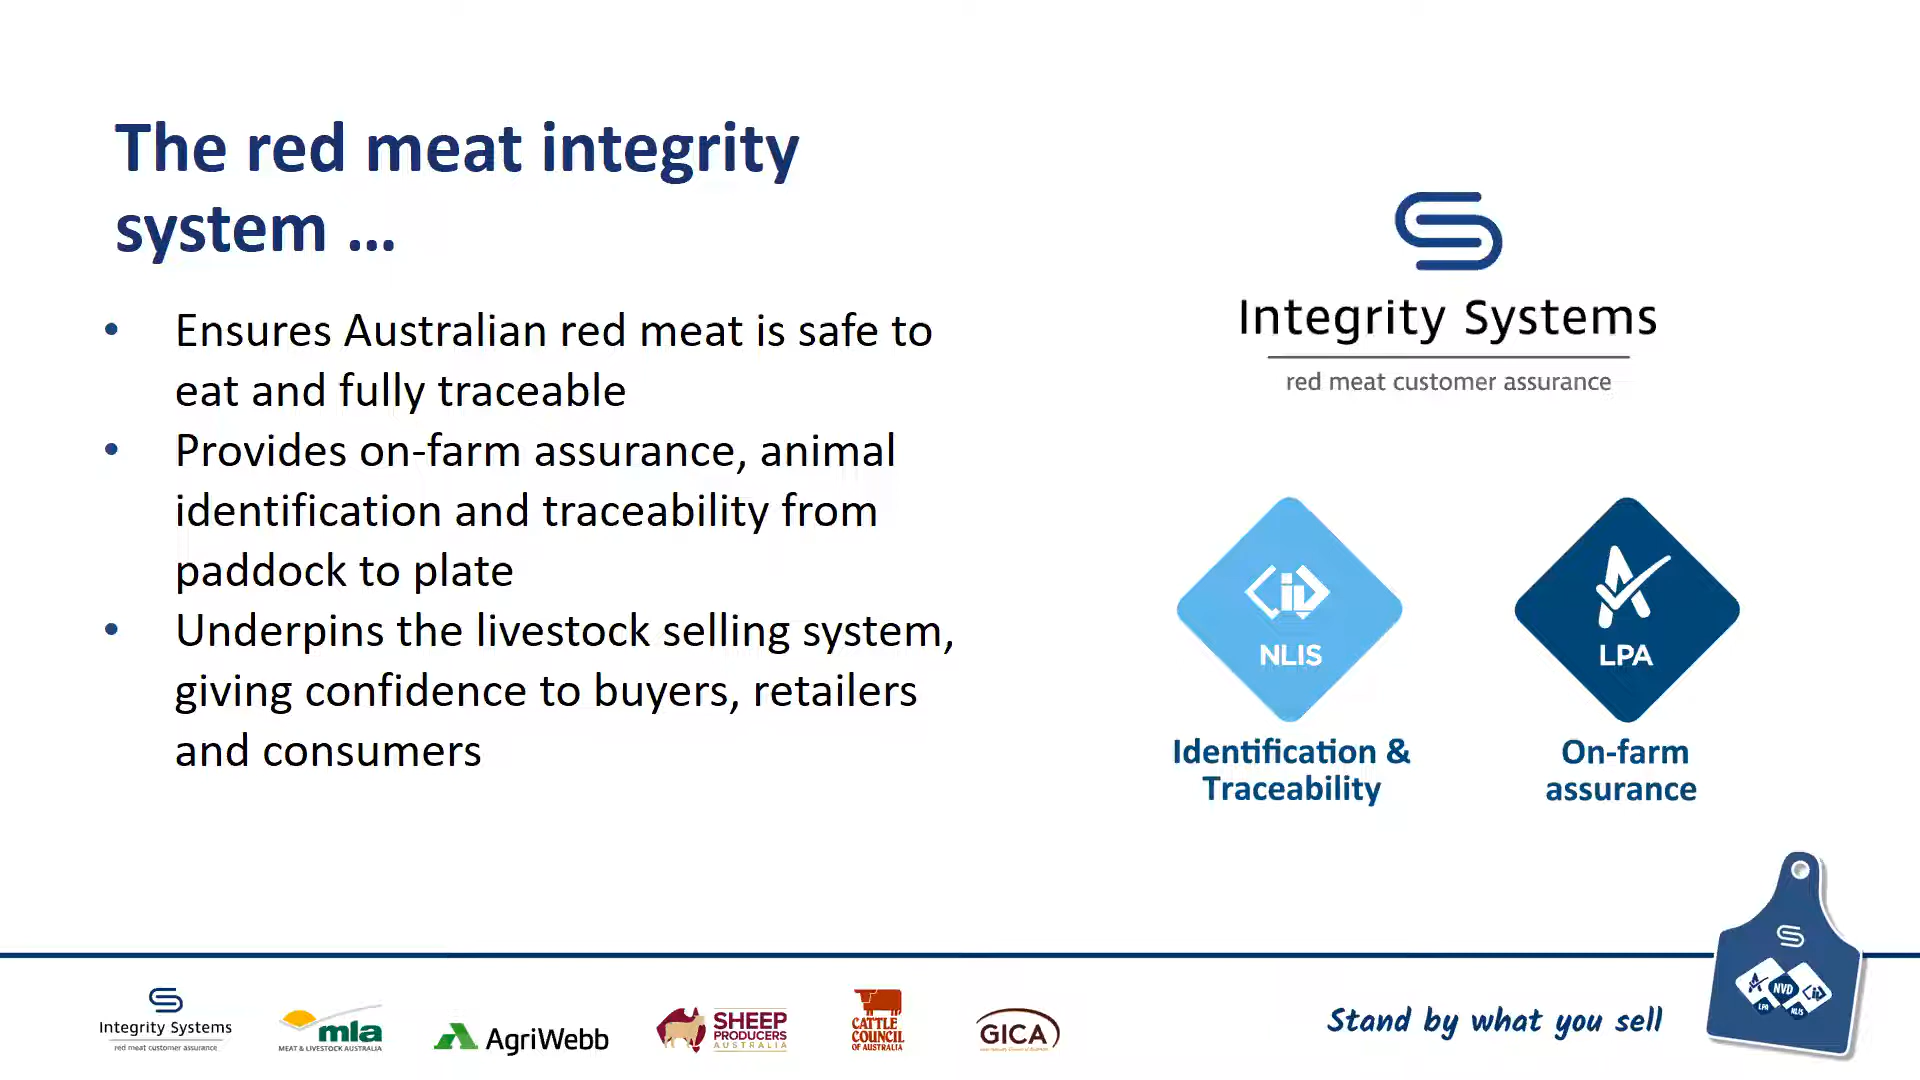 The red meat integrity
system ...
• Ensures Australian red meat is safe to
eat and fully traceable
• Provides on-farm assurance, animal
identification and traceability from
paddock to plate
• Underpins the livestock selling system,
giving confidence to buyers, retailers
and consumers
Integrity Systems
red meat customer assurance
NLIS
Identification &
Traceability
LPA
On-farm
assurance
Integrity Systems
red meat customer assurance
mla
MEAT & LIVESTOCK AUSTRALIA
AgriWebb
SHEEP
PRODUCERS
AUSTRALIA
CATTLE
COUNCIL
OF AUSTRALIA
GICA
Stand by what you sell
LPA
NVD
NLIS